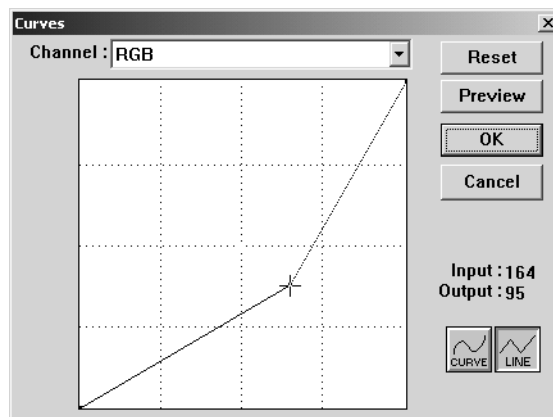 Curves
Channel : RGB
Reset
Preview
OK
Cancel
Input : 164
Output : 95
CURVE
LINE